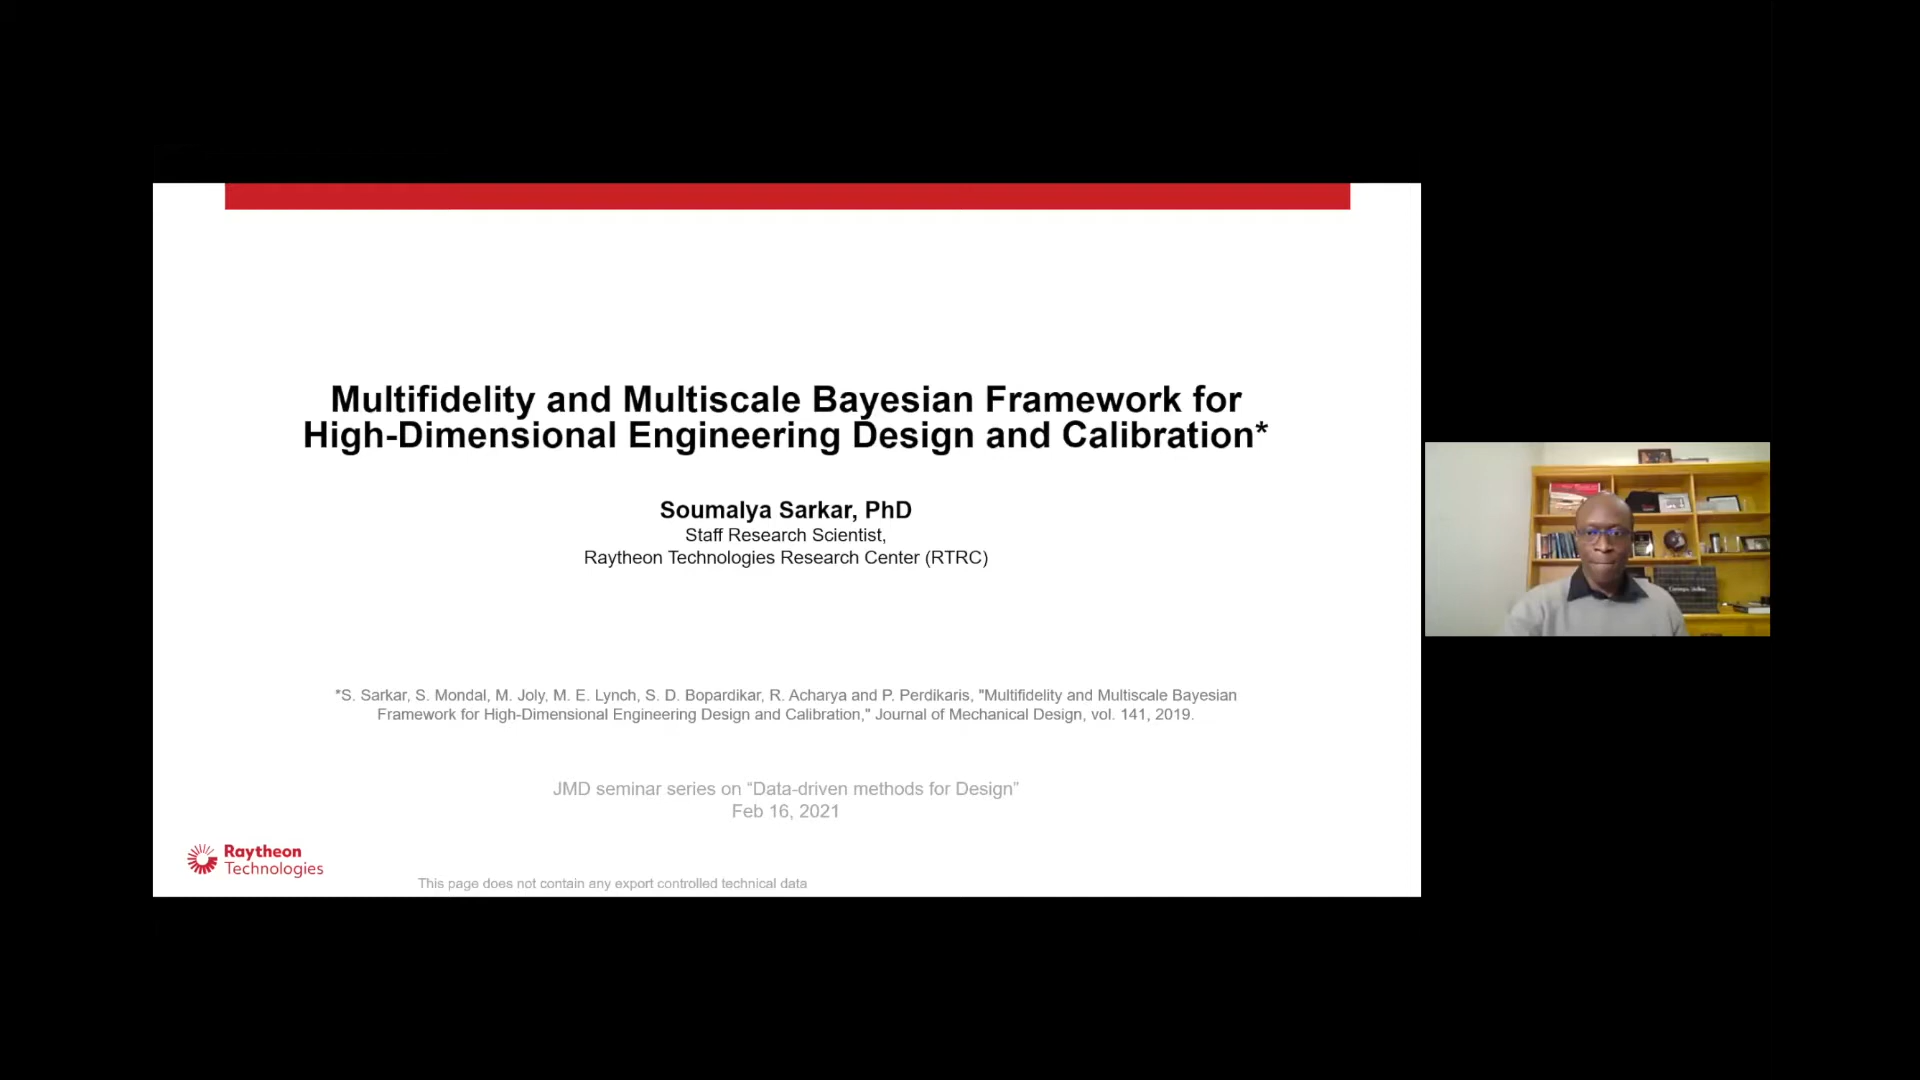 Multifidelity and Multiscale Bayesian Framework for
High-Dimensional Engineering Design and Calibration*
Soumalya Sarkar, PhD
Staff Research Scientist,
Raytheon Technologies Research Center (RTRC)
*S. Sarkar, S. Mondal, M. Joly, M. E. Lynch, S. D. Bopardikar, R. Acharya and P. Perdikaris, "Multifidelity and Multiscale Bayesian
Framework for High-Dimensional Engineering Design and Calibration," Journal of Mechanical Design, vol. 141, 2019.
JMD seminar series on “Data-driven methods for Design”
Feb 16, 2021
Raytheon
Technologies
This page does not contain any export controlled technical data